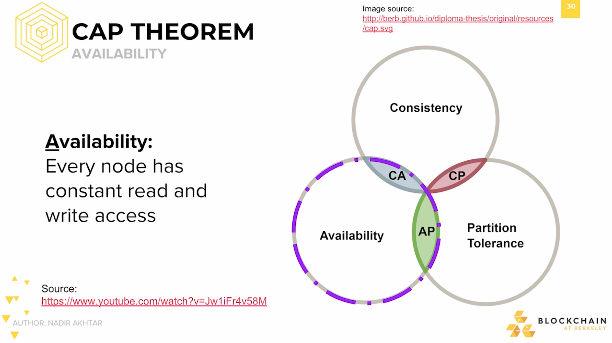 CAP THEOREM
AVAILABILITY
Image source:
http://berb.github.io/diploma-thesis/original/resources
/cap.svg
30
Availability:
Every node has
constant read and
write access
Consistency
CA
CP
Availability
AP
Partition
Tolerance
Source:
https://www.youtube.com/watch?v=Jw1iFr4v58M
AUTHOR: NADIR AKHTAR
BLOCKCHAIN
AT BERKELEY